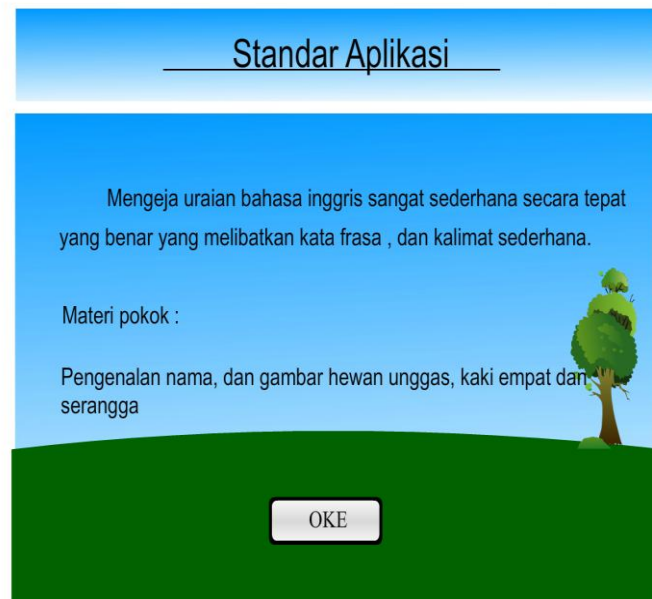 Standar Aplikasi
Mengeja uraian bahasa inggris sangat sederhana secara tepat
yang benar yang melibatkan kata frasa , dan kalimat sederhana.
Materi pokok :
Pengenalan nama, dan gambar hewan unggas, kaki empat dan
serangga
OKE